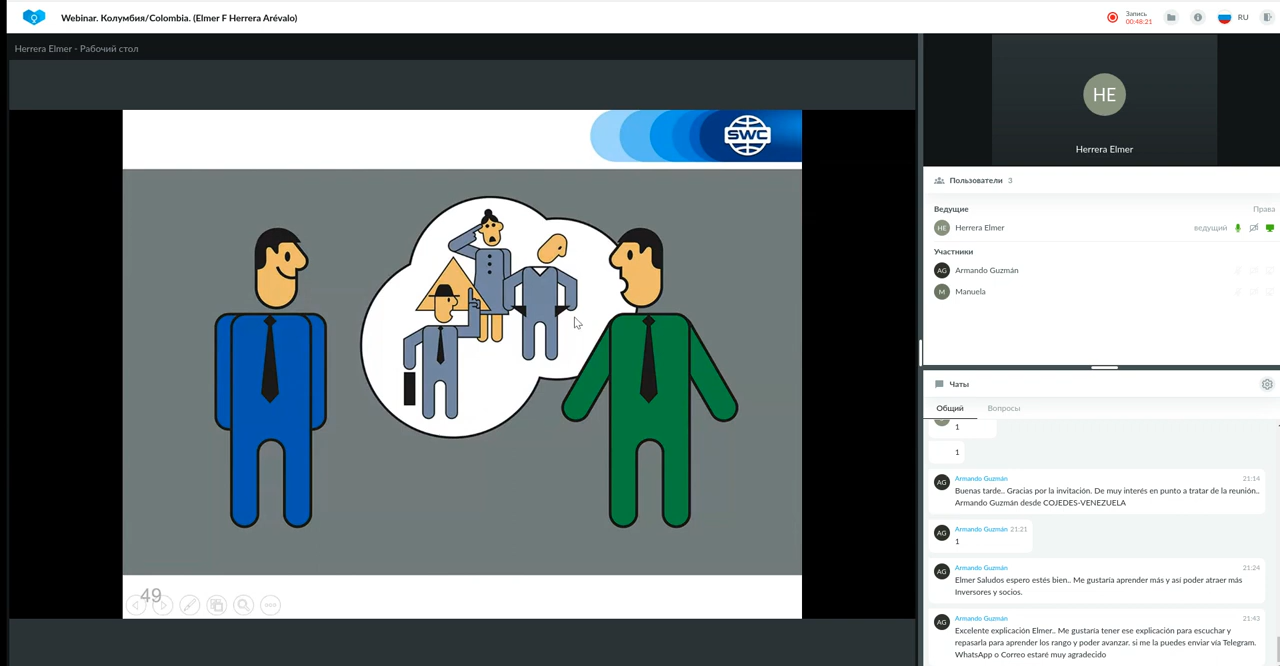 Webinar. Колумбия/Colombia. (Elmer F Herrera Arévalo)
Запись
00:48:21
RU
Herrera Elmer - Рабочий стол
SWC
49
HE
Herrera Elmer
Пользователи 3
Ведущие Права
HE Herrera Elmer ведущий
Участники
AG Armando Guzmán
M Manuela
Чаты
Общий Вопросы
1
1
AG Armando Guzmán 21:14
Buenas tarde.. Gracias por la invitación. De muy interés en punto a tratar de la reunión..
Armando Guzmán desde COJEDES-VENEZUELA
AG Armando Guzmán 21:21
1
AG Armando Guzmán 21:24
Elmer Saludos espero estés bien.. Me gustaría aprender más y así poder atraer más
Inversores y socios.
AG Armando Guzmán 21:43
Excelente explicación Elmer.. Me gustaría tener ese explicación para escuchar y
repasarla para aprender los rango y poder avanzar. si me la puedes enviar vía Telegram.
WhatsApp o Correo estaré muy agradecido